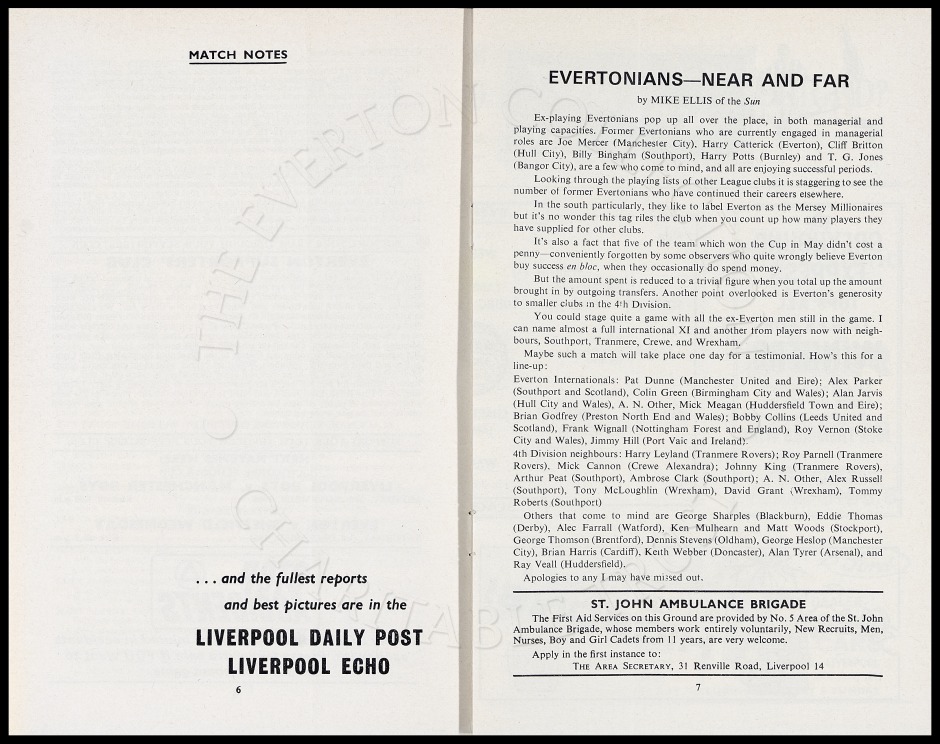 MATCH NOTES
. . . and the fullest reports
and best pictures are in the
LIVERPOOL DAILY POST
LIVERPOOL ECHO
6
EVERTONIANS—NEAR AND FAR
by MIKE ELLIS of the Sun
Ex-playing Evertonians pop up all over the place, in both managerial and
playing capacities. Former Evertonians who are currently engaged in managerial
roles are Joe Mercer (Manchester City), Harry Catterick (Everton), Cliff Britton
(Hull City), Billy Bingham (Southport), Harry Potts (Burnley) and T. G. Jones
(Bangor City), are a few who come to mind, and all are enjoying successful periods.
Looking through the playing lists of other League clubs it is staggering to see the
number of former Evertonians who have continued their careers elsewhere.
In the south particularly, they like to label Everton as the Mersey Millionaires
but it's no wonder this tag riles the club when you count up how many players they
have supplied for other clubs.
It's also a fact that five of the team which won the Cup in May didn't cost a
penny—conveniently forgotten by some observers who quite wrongly believe Everton
buy success en bloc, when they occasionally do spend money.
But the amount spent is reduced to a trivial figure when you total up the amount
brought in by outgoing transfers. Another point overlooked is Everton's generosity
to smaller clubs in the 4th Division.
You could stage quite a game with all the ex-Everton men still in the game. I
can name almost a full international XI and another from players now with neigh-
bours, Southport, Tranmere, Crewe, and Wrexham.
Maybe such a match will take place one day for a testimonial. How's this for a
line-up:
Everton Internationals: Pat Dunne (Manchester United and Eire); Alex Parker
(Southport and Scotland), Colin Green (Birmingham City and Wales); Alan Jarvis
(Hull City and Wales), A. N. Other, Mick Meagan (Huddersfield Town and Eire);
Brian Godfrey (Preston North End and Wales); Bobby Collins (Leeds United and
Scotland), Frank Wignall (Nottingham Forest and England), Roy Vernon (Stoke
City and Wales), Jimmy Hill (Port Vale and Ireland).
4th Division neighbours: Harry Leyland (Tranmere Rovers); Roy Parnell (Tranmere
Rovers), Mick Cannon (Crewe Alexandra); Johnny King (Tranmere Rovers),
Arthur Peat (Southport), Ambrose Clark (Southport); A. N. Other, Alex Russell
(Southport), Tony McLoughlin (Wrexham), David Grant (Wrexham), Tommy
Roberts (Southport)
Others that come to mind are George Sharples (Blackburn), Eddie Thomas
(Derby), Alec Farrall (Watford), Ken Mulhearn and Matt Woods (Stockport),
George Thomson (Brentford), Dennis Stevens (Oldham), George Heslop (Manchester
City), Brian Harris (Cardiff), Keith Webber (Doncaster), Alan Tyrer (Arsenal), and
Ray Veall (Huddersfield).
Apologies to any I may have missed out.
ST. JOHN AMBULANCE BRIGADE
The First Aid Services on this Ground are provided by No. 5 Area of the St. John
Ambulance Brigade, whose members work entirely voluntarily, New Recruits, Men,
Nurses, Boy and Girl Cadets from 11 years, are very welcome.
Apply in the first instance to:
THE AREA SECRETARY, 31 Renville Road, Liverpool 14
7